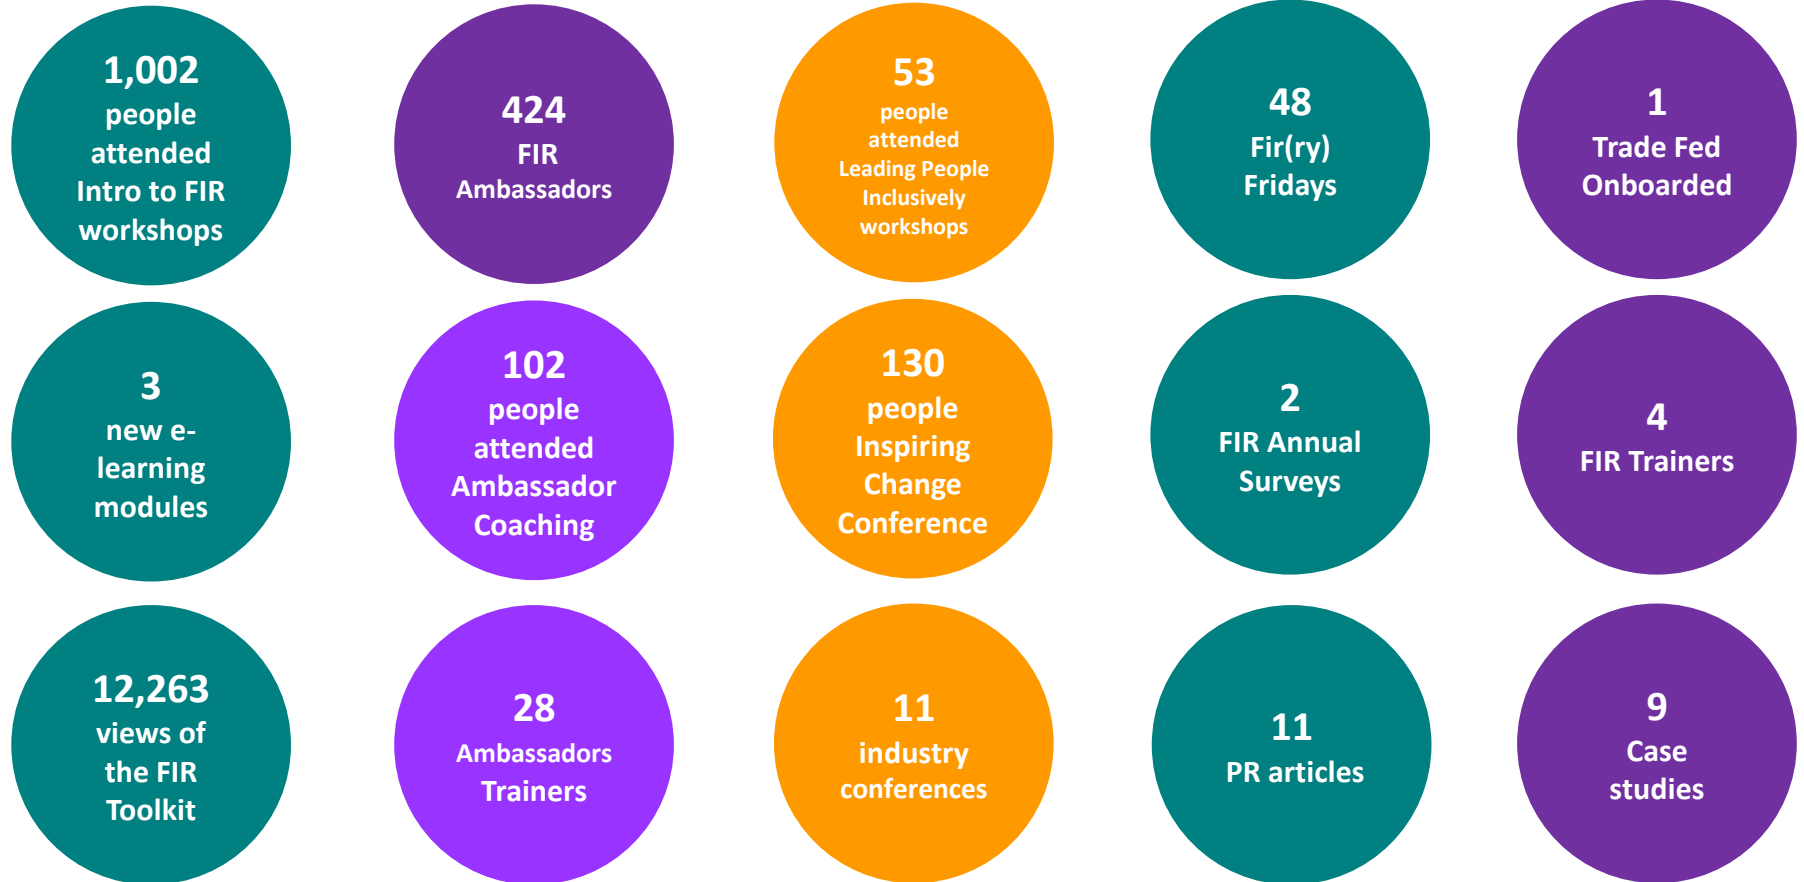 1,002
people
attended
Intro to FIR
workshops
424
FIR
Ambassadors
53
people
attended
Leading People
Inclusively
workshops
48
Fir(ry)
Fridays
1
Trade Fed
Onboarded
3
new e-
learning
modules
102
people
attended
Ambassador
Coaching
130
people
Inspiring
Change
Conference
2
FIR Annual
Surveys
4
FIR Trainers
12,263
views of
the FIR
Toolkit
28
Ambassadors
Trainers
11
industry
conferences
11
PR articles
9
Case
studies